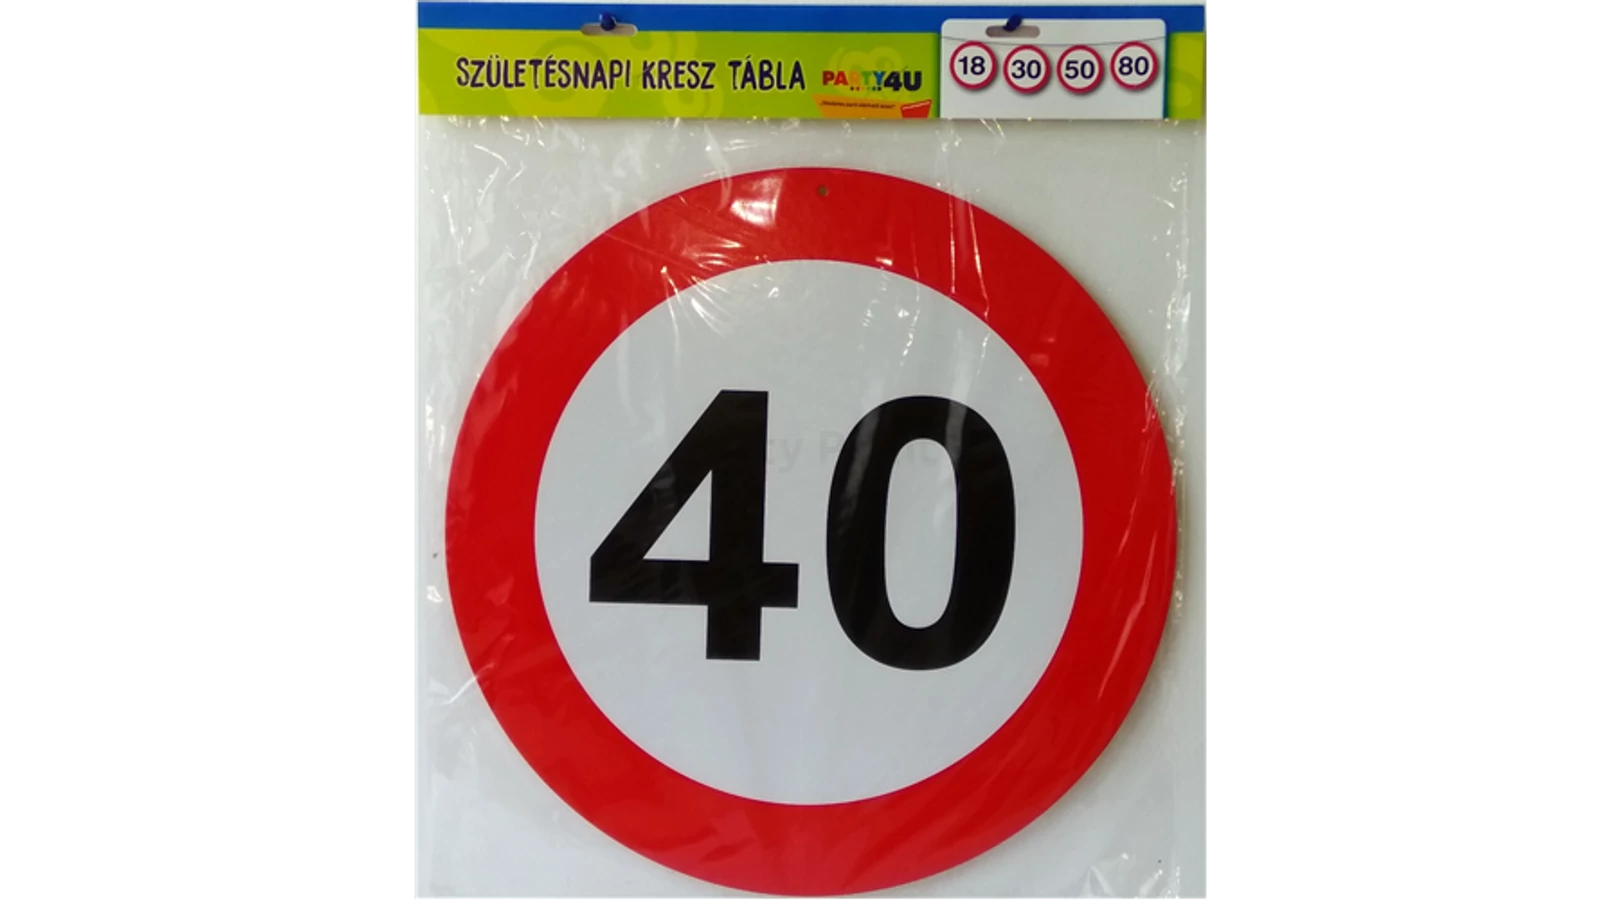 SZÜLETÉSNAPI KRESZ TÁBLA
PARTY4U
18 30 50 80
40